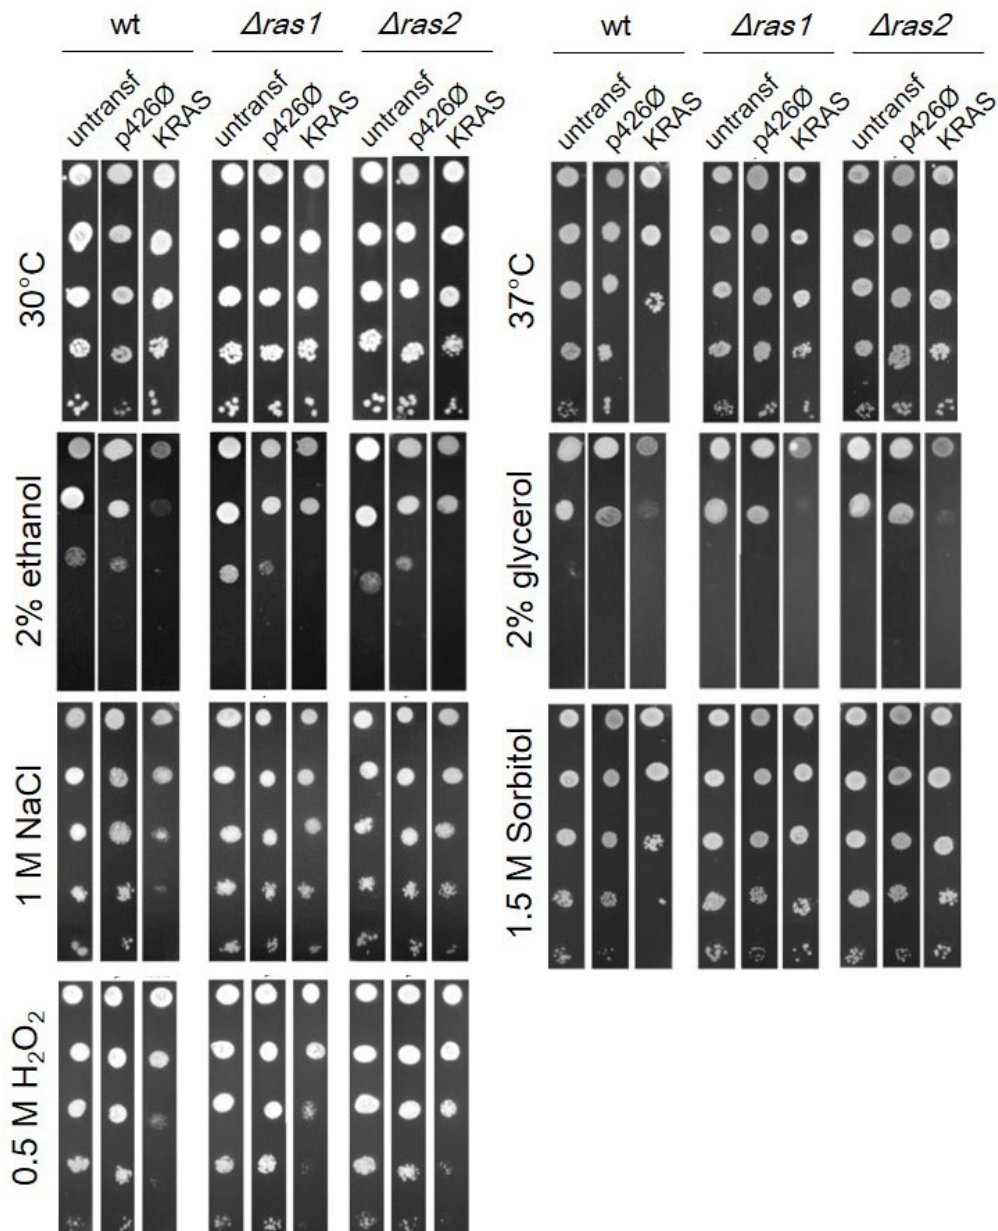 wt Δras1 Δras2 wt Δras1 Δras2
untransf p426Ø KRAS untransf p426Ø KRAS untransf p426Ø KRAS untransf p426Ø KRAS untransf p426Ø KRAS untransf p426Ø KRAS
30°C
37°C
2% ethanol
2% glycerol
1 M NaCl
1.5 M Sorbitol
0.5 M H₂O₂